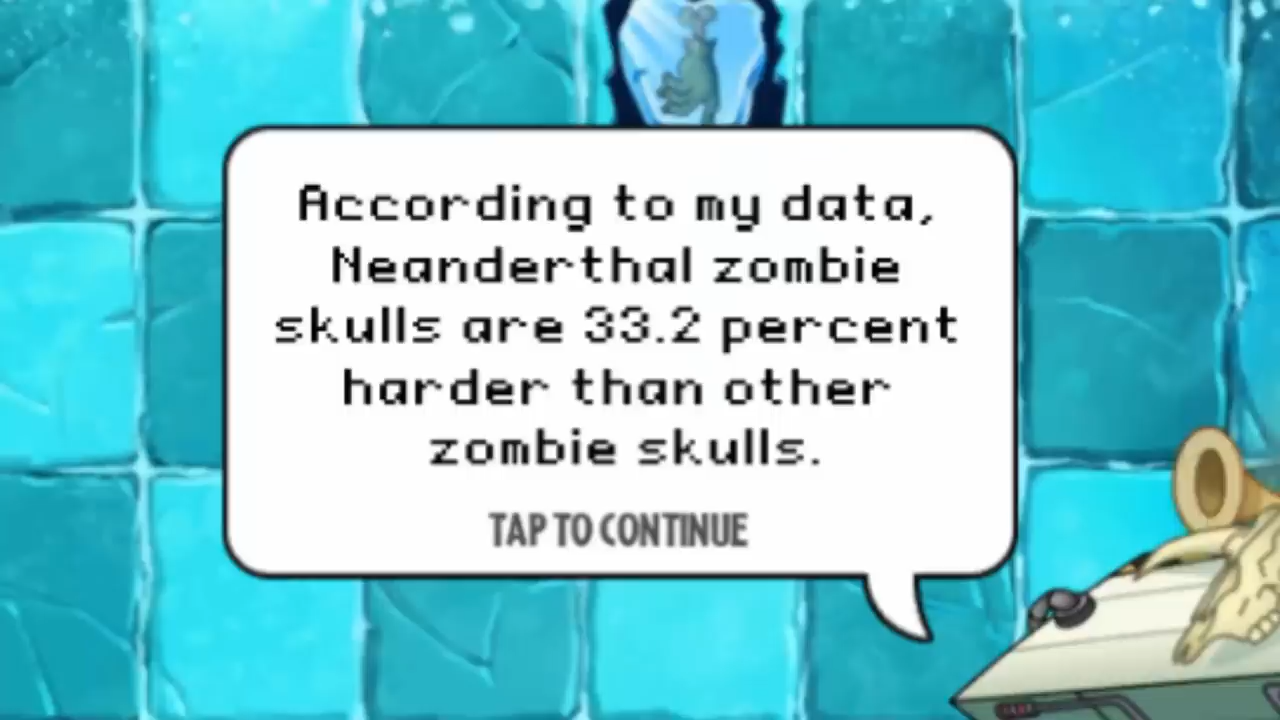 According to my data,
Neanderthal zombie
skulls are 33.2 percent
harder than other
zombie skulls.
TAP TO CONTINUE